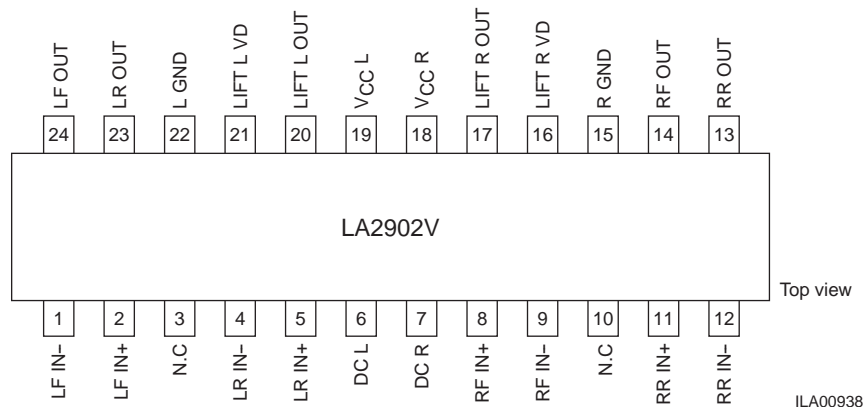 LF OUT
LR OUT
L GND
LIFT L VD
LIFT L OUT
VCC L
VCC R
LIFT R OUT
LIFT R VD
R GND
RF OUT
RR OUT
24 23 22 21 20 19 18 17 16 15 14 13
LA2902V
Top view
1 2 3 4 5 6 7 8 9 10 11 12
LF IN−
LF IN+
N.C
LR IN−
LR IN+
DC L
DC R
RF IN+
RF IN−
N.C
RR IN+
RR IN−
ILA00938